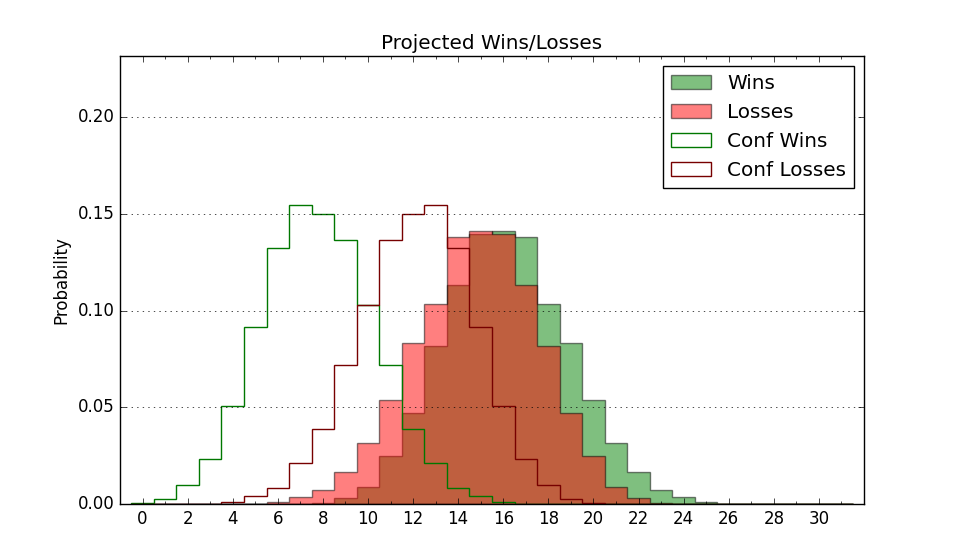 Projected Wins/Losses
Wins
Losses
Conf Wins
Conf Losses
Probability
0.20
0.15
0.10
0.05
0.00
0 2 4 6 8 10 12 14 16 18 20 22 24 26 28 30